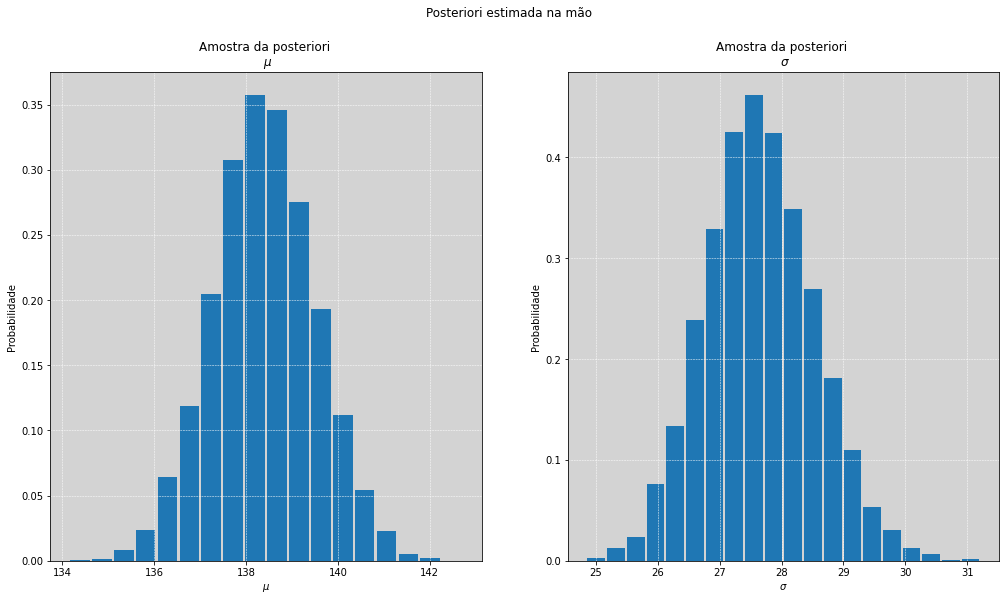 Posteriori estimada na mão
Amostra da posteriori
μ
Probabilidade
0.35
0.30
0.25
0.20
0.15
0.10
0.05
0.00
134 136 138 140 142
μ
Amostra da posteriori
σ
Probabilidade
0.4
0.3
0.2
0.1
0.0
25 26 27 28 29 30 31
σ